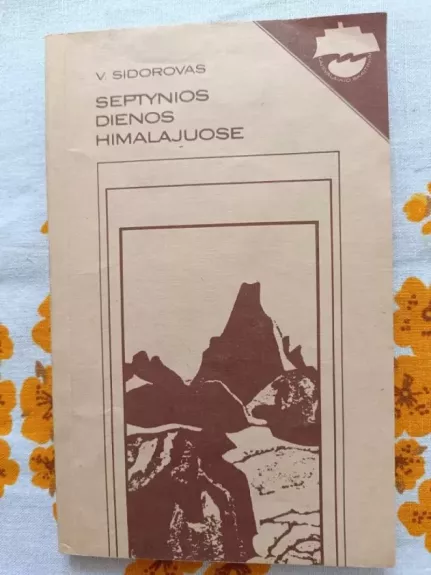 V. SIDOROVAS
SEPTYNIOS
DIENOS
HIMALAJUOSE